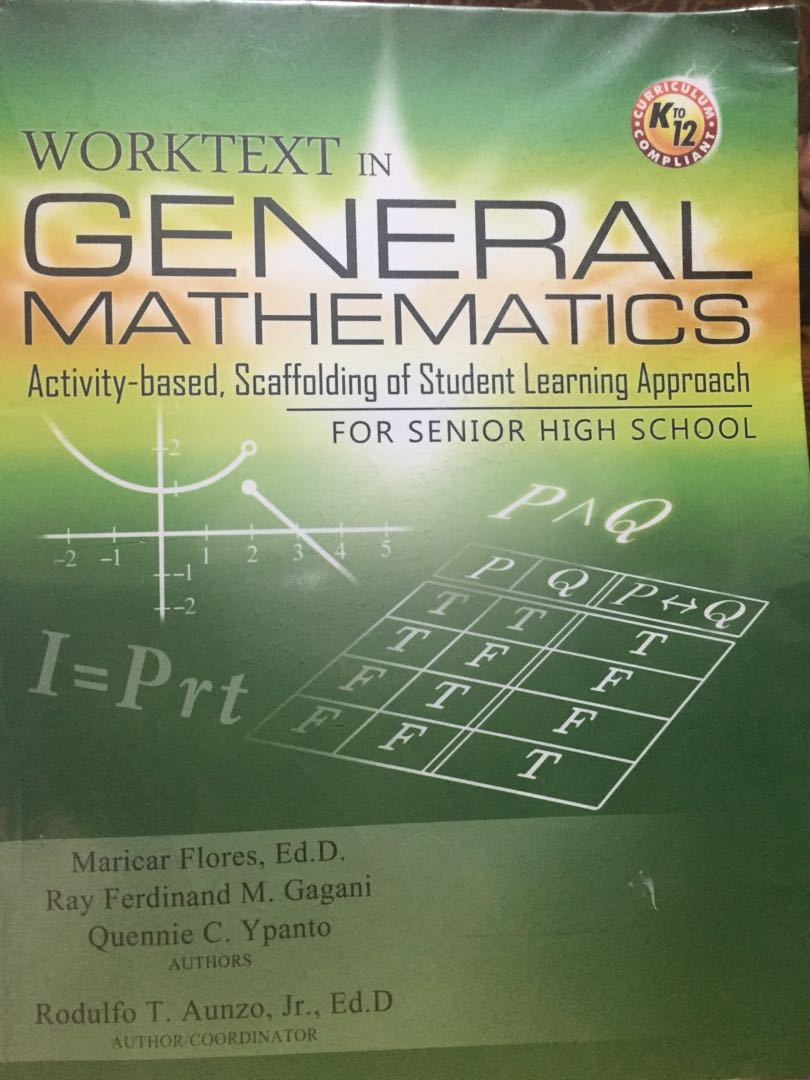 CURRICULUM
K TO 12
COMPLIANT
WORKTEXT IN
GENERAL
MATHEMATICS
Activity-based, Scaffolding of Student Learning Approach
FOR SENIOR HIGH SCHOOL
2
1
-2 -1 1 2 3 4 5
-1
-2
P∧Q
P Q P↔Q
T T T
T F F
F T F
F F T
I=Prt
Maricar Flores, Ed.D.
Ray Ferdinand M. Gagani
Quennie C. Ypanto
AUTHORS
Rodulfo T. Aunzo, Jr., Ed.D
AUTHOR/COORDINATOR